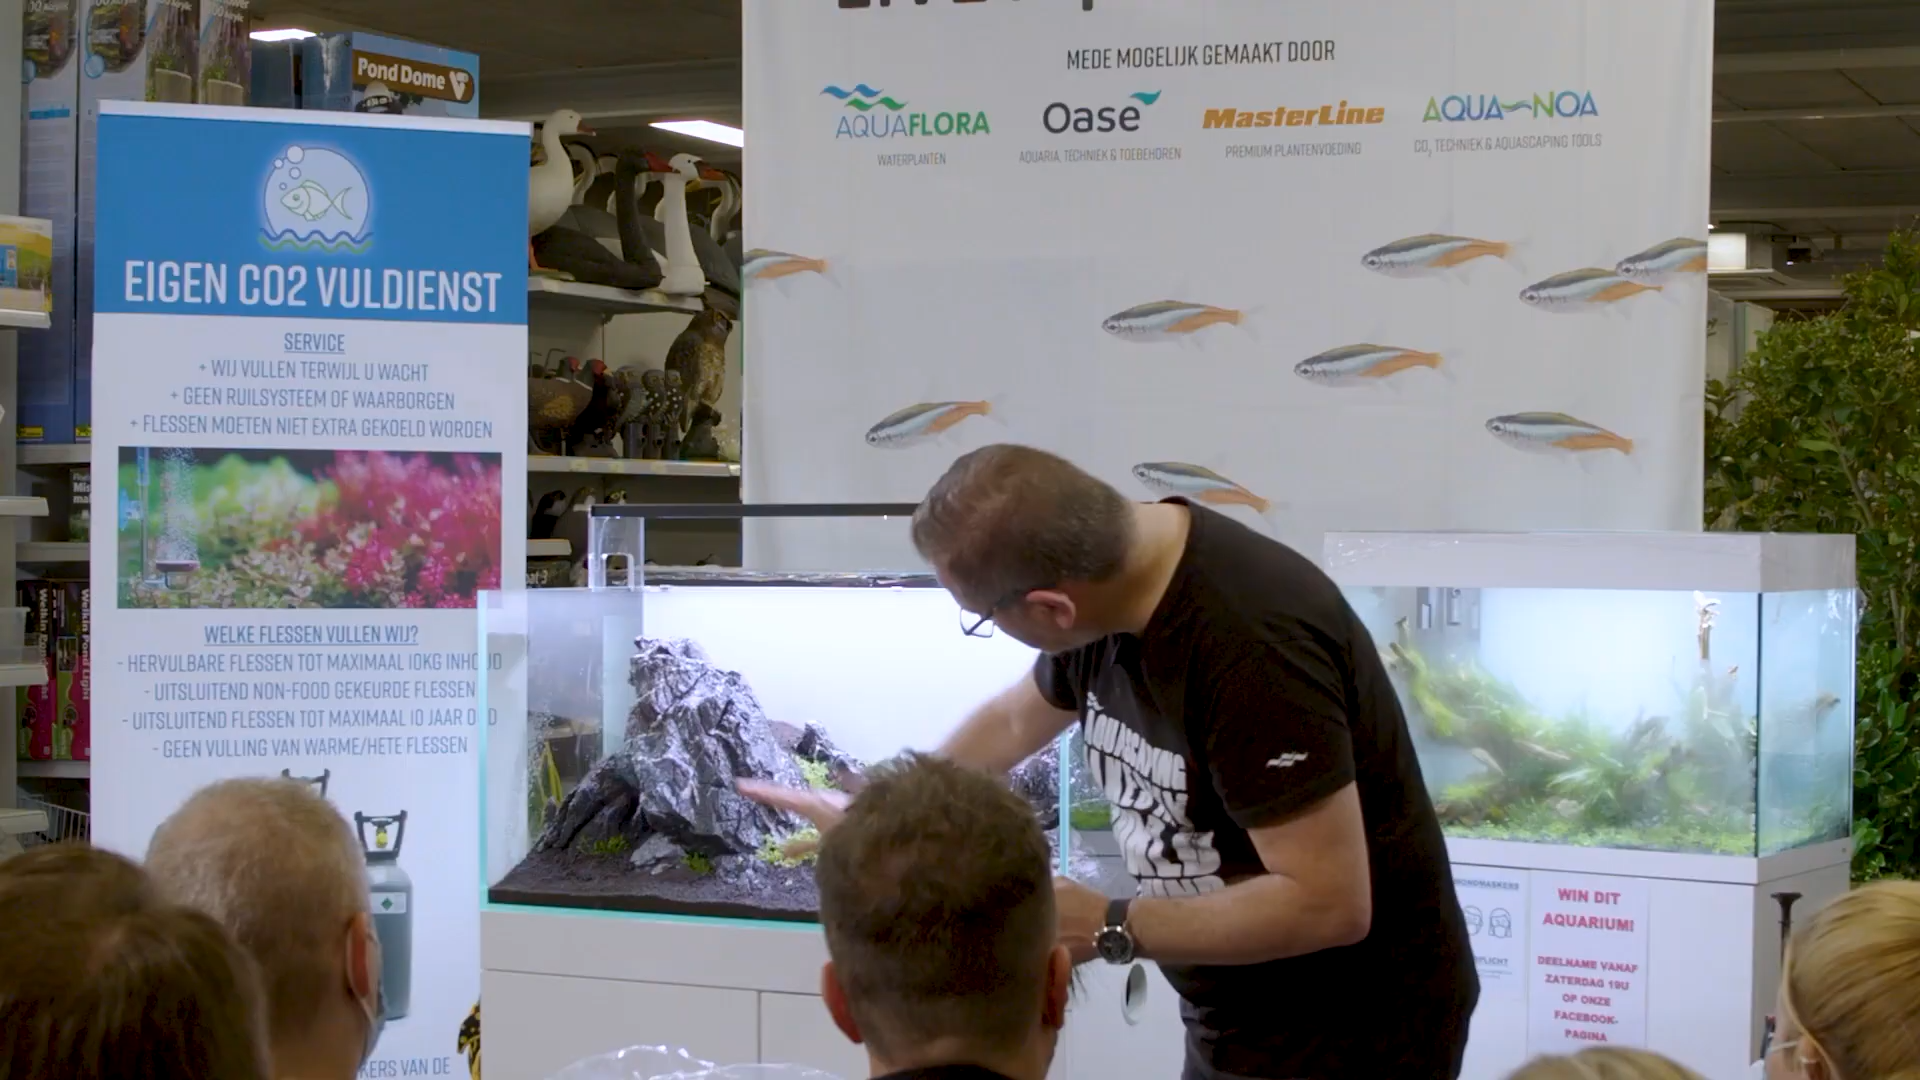 Pond Dome
EIGEN CO2 VULDIENST
SERVICE
+ WIJ VULLEN TERWIJL U WACHT
+ GEEN RUILSYSTEEM OF WAARBORGEN
+ FLESSEN MOETEN NIET EXTRA GEKOELD WORDEN
WELKE FLESSEN VULLEN WIJ?
- HERVULBARE FLESSEN TOT MAXIMAAL 10KG INHOUD
- UITSLUITEND NON-FOOD GEKEURDE FLESSEN
- UITSLUITEND FLESSEN TOT MAXIMAAL 10 JAAR OUD
- GEEN VULLING VAN WARME/HETE FLESSEN
KERS VAN DE
MEDE MOGELIJK GEMAAKT DOOR
AQUAFLORA
WATERPLANTEN
Oase
AQUARIA, TECHNIEK & TOEBEHOREN
MasterLine
PREMIUM PLANTENVOEDING
AQUA NOA
CO2 TECHNIEK & AQUASCAPING TOOLS
AQUASCAPING
WIN DIT
AQUARIUM!
DEELNAME VANAF
ZATERDAG 19U
OP ONZE
FACEBOOK-
PAGINA